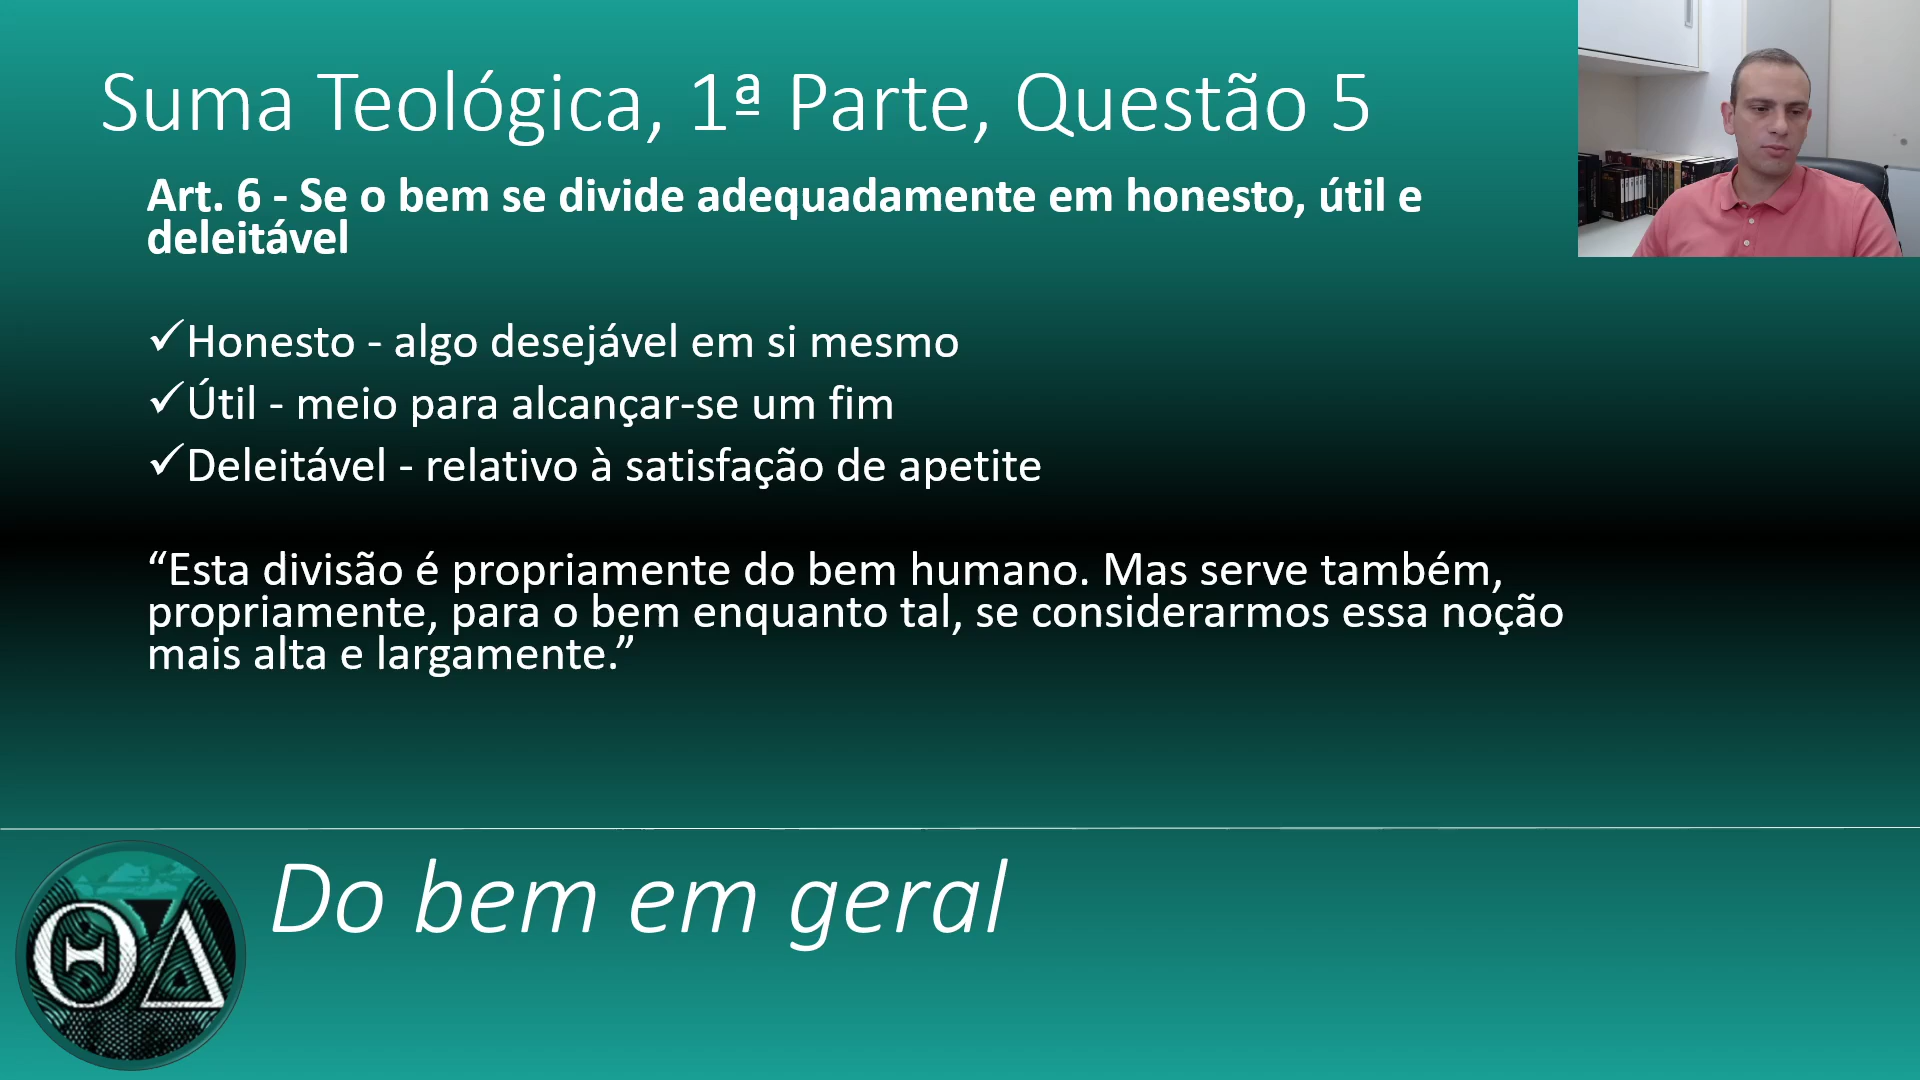 Suma Teológica, 1ª Parte, Questão 5
Art. 6 - Se o bem se divide adequadamente em honesto, útil e
deleitável
✓Honesto - algo desejável em si mesmo
✓Útil - meio para alcançar-se um fim
✓Deleitável - relativo à satisfação de apetite
“Esta divisão é propriamente do bem humano. Mas serve também,
propriamente, para o bem enquanto tal, se considerarmos essa noção
mais alta e largamente.”
Do bem em geral
ΘΔ